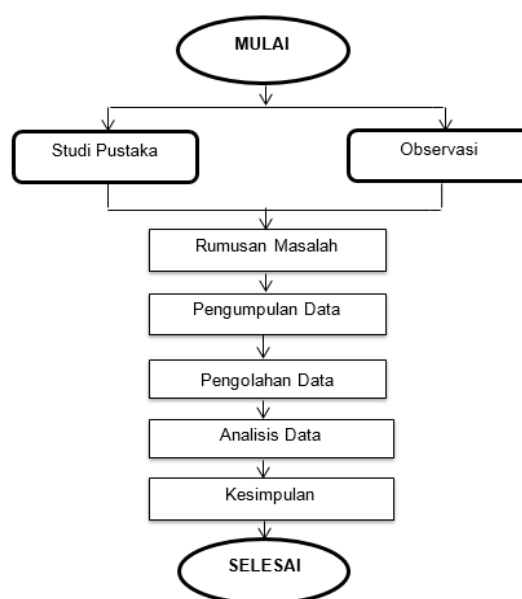 MULAI
Studi Pustaka
Observasi
Rumusan Masalah
Pengumpulan Data
Pengolahan Data
Analisis Data
Kesimpulan
SELESAI